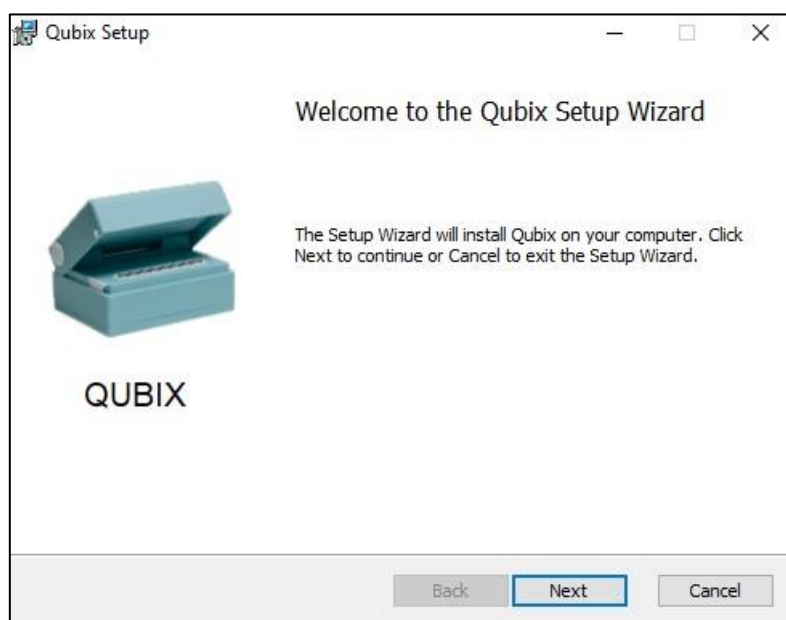 Qubix Setup
Welcome to the Qubix Setup Wizard
The Setup Wizard will install Qubix on your computer. Click
Next to continue or Cancel to exit the Setup Wizard.
QUBIX
Back
Next
Cancel